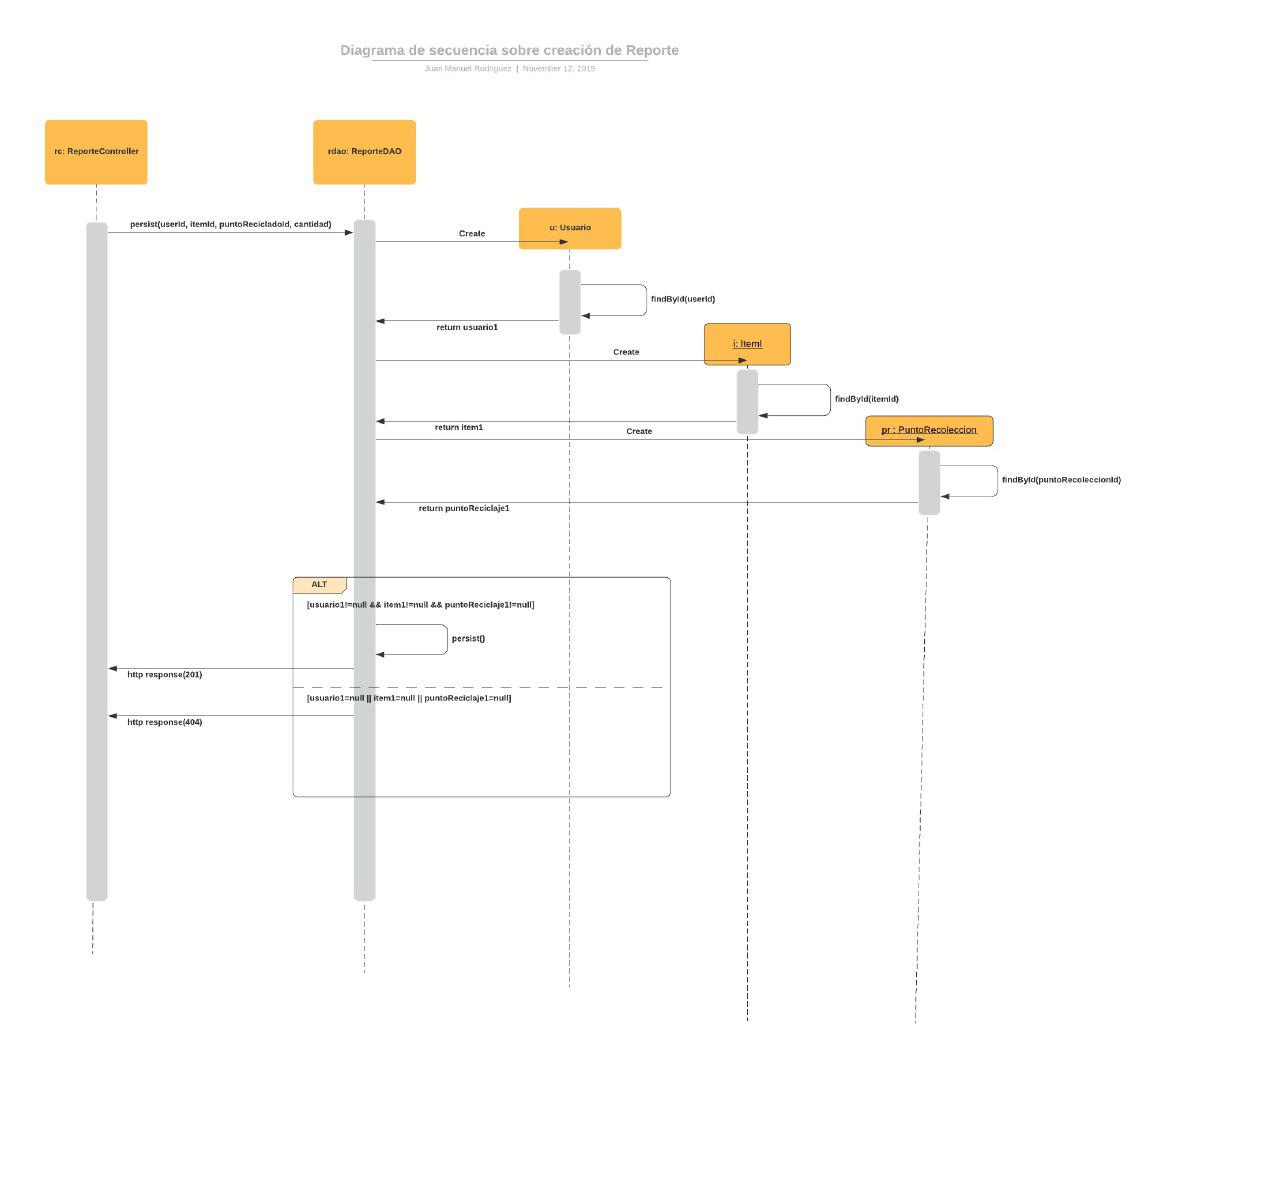 Diagrama de secuencia sobre creación de Reporte
Juan Manuel Rodriguez | November 12, 2019
rc: ReporteController
rdao: ReporteDAO
persist(userId, itemId, puntoRecicladoId, cantidad)
Create
u: Usuario
findById(userId)
return usuario1
i: ItemI
Create
findById(itemId)
return item1
Create
pr : PuntoRecoleccion
findById(puntoRecoleccionId)
return puntoReciclaje1
ALT
[usuario1!=null && item1!=null && puntoReciclaje1!=null]
persist()
http response(201)
[usuario1=null || item1=null || puntoReciclaje1=null]
http response(404)